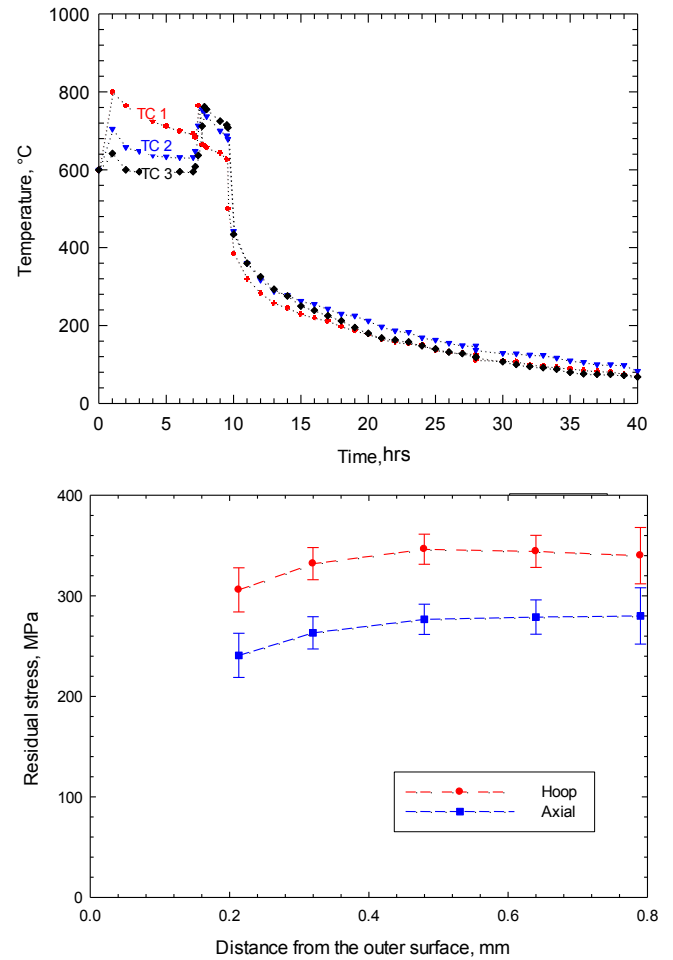 1000
800
600
400
200
0
Temperature, °C
TC 1
TC 2
TC 3
0 5 10 15 20 25 30 35 40
Time,hrs
400
300
200
100
0
Residual stress, MPa
Hoop
Axial
0.0 0.2 0.4 0.6 0.8
Distance from the outer surface, mm